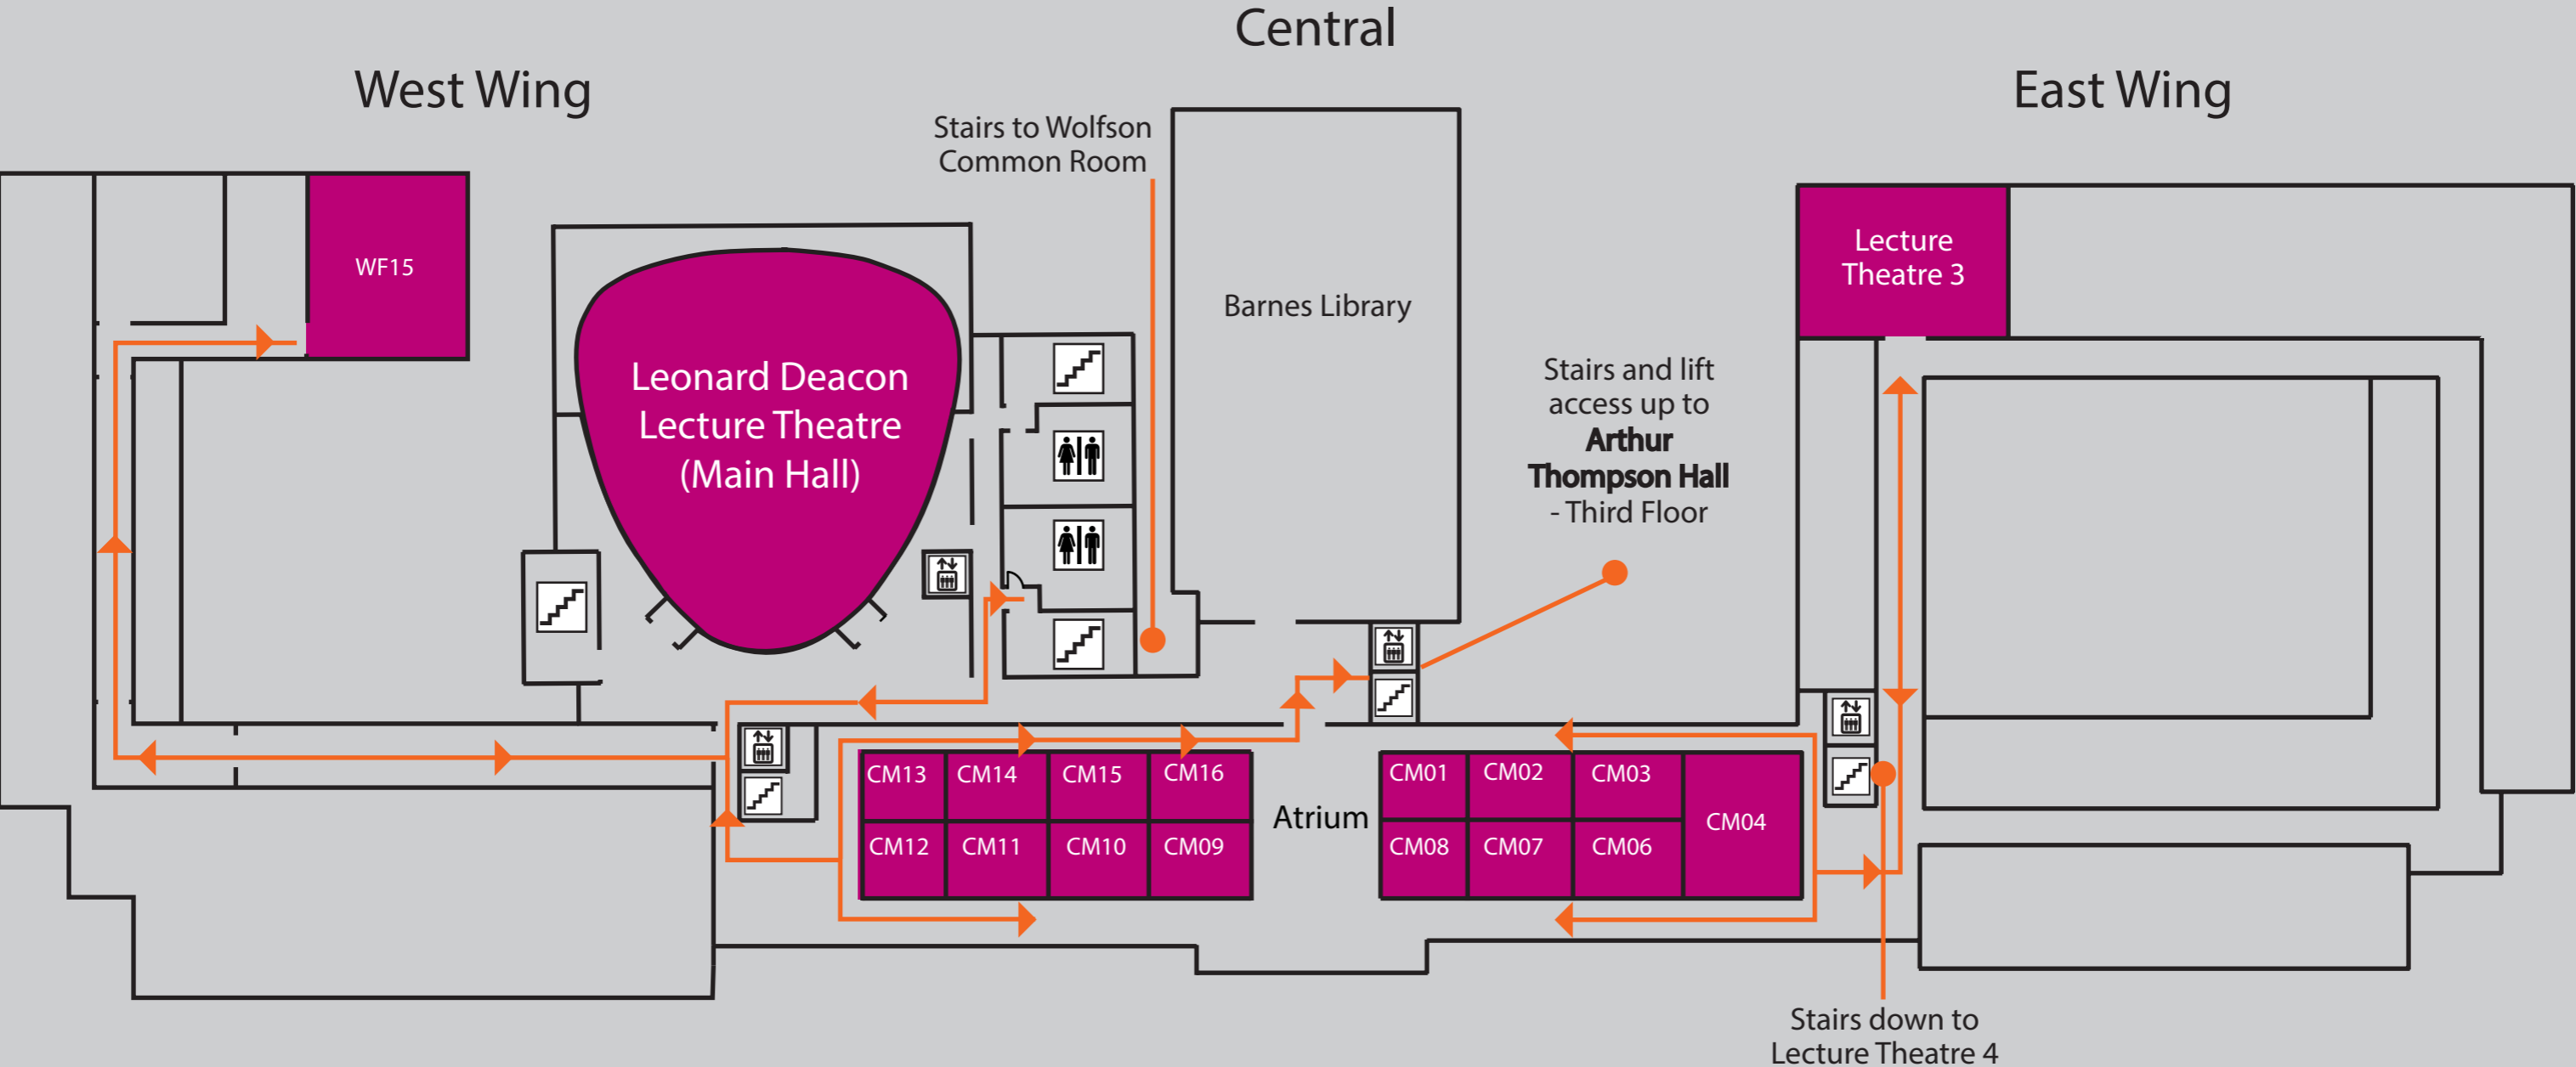 Central
West Wing
East Wing
Stairs to Wolfson
Common Room
WF15
Lecture
Theatre 3
Barnes Library
Leonard Deacon
Lecture Theatre
(Main Hall)
Stairs and lift
access up to
Arthur
Thompson Hall
- Third Floor
CM13
CM14
CM15
CM16
CM12
CM11
CM10
CM09
Atrium
CM01
CM02
CM03
CM04
CM08
CM07
CM06
Stairs down to
Lecture Theatre 4